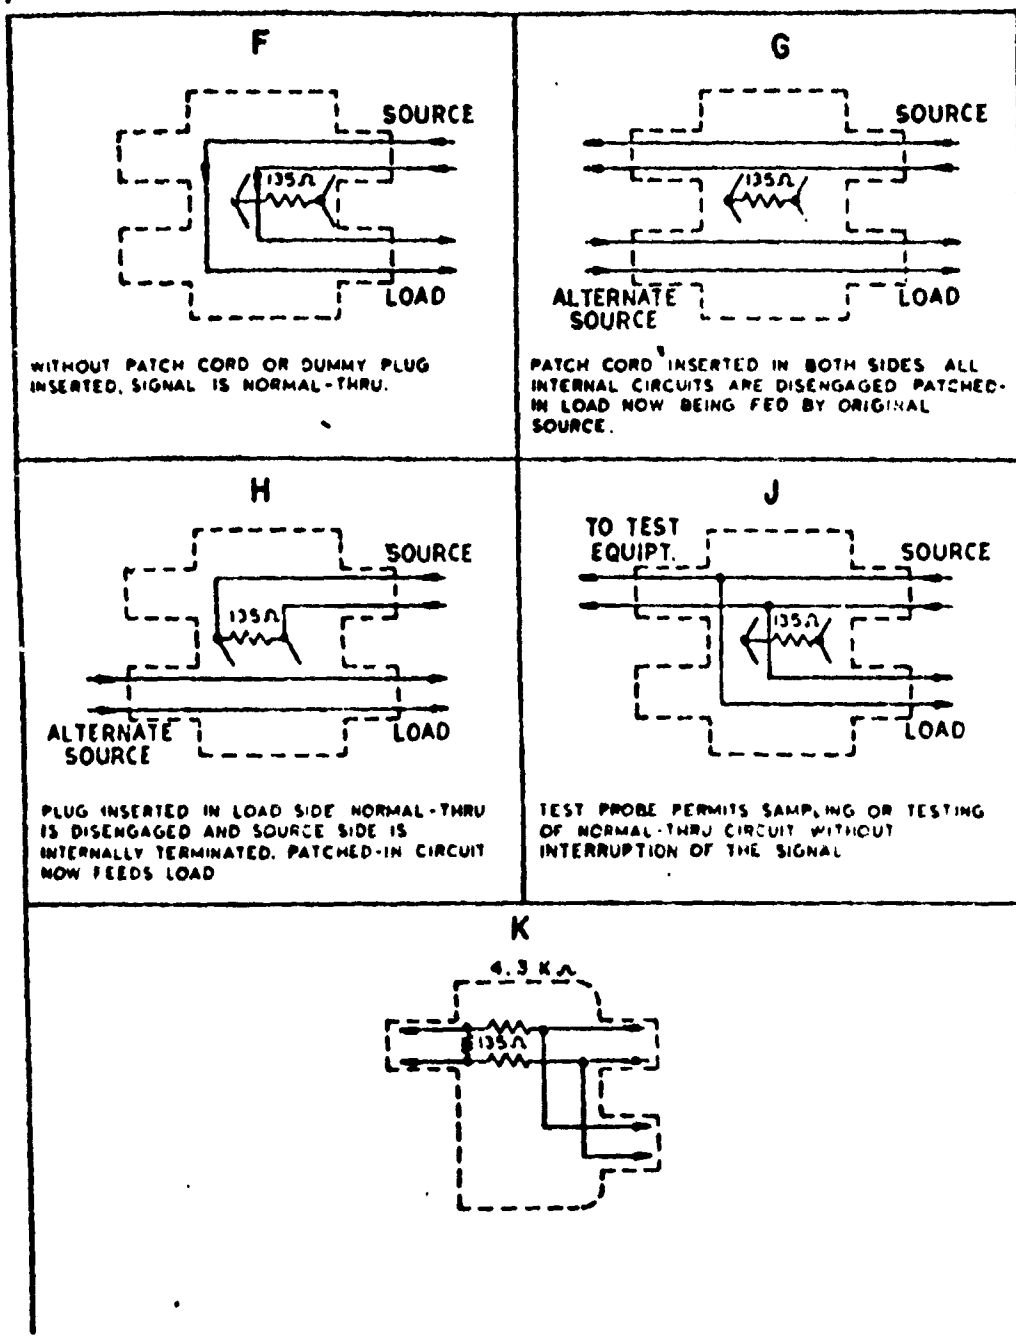 F
SOURCE
135Ω
LOAD
WITHOUT PATCH CORD OR DUMMY PLUG
INSERTED, SIGNAL IS NORMAL-THRU.
G
SOURCE
135Ω
ALTERNATE
SOURCE
LOAD
PATCH CORD INSERTED IN BOTH SIDES ALL
INTERNAL CIRCUITS ARE DISENGAGED PATCHED-
IN LOAD NOW BEING FED BY ORIGINAL
SOURCE.
H
SOURCE
135Ω
ALTERNATE
SOURCE
LOAD
PLUG INSERTED IN LOAD SIDE NORMAL-THRU
IS DISENGAGED AND SOURCE SIDE IS
INTERNALLY TERMINATED. PATCHED-IN CIRCUIT
NOW FEEDS LOAD
J
TO TEST
EQUIPT.
SOURCE
135Ω
LOAD
TEST PROBE PERMITS SAMPLING OR TESTING
OF NORMAL-THRU CIRCUIT WITHOUT
INTERRUPTION OF THE SIGNAL
K
4.3 KΩ
135Ω